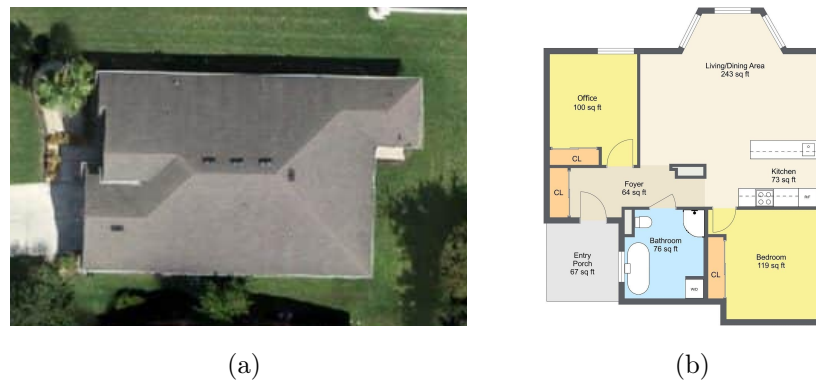 Living/Dining Area
243 sq ft
Office
100 sq ft
CL
Kitchen
73 sq ft
CL
Foyer
64 sq ft
Bathroom
76 sq ft
Entry
Porch
67 sq ft
CL
Bedroom
119 sq ft
(a)
(b)